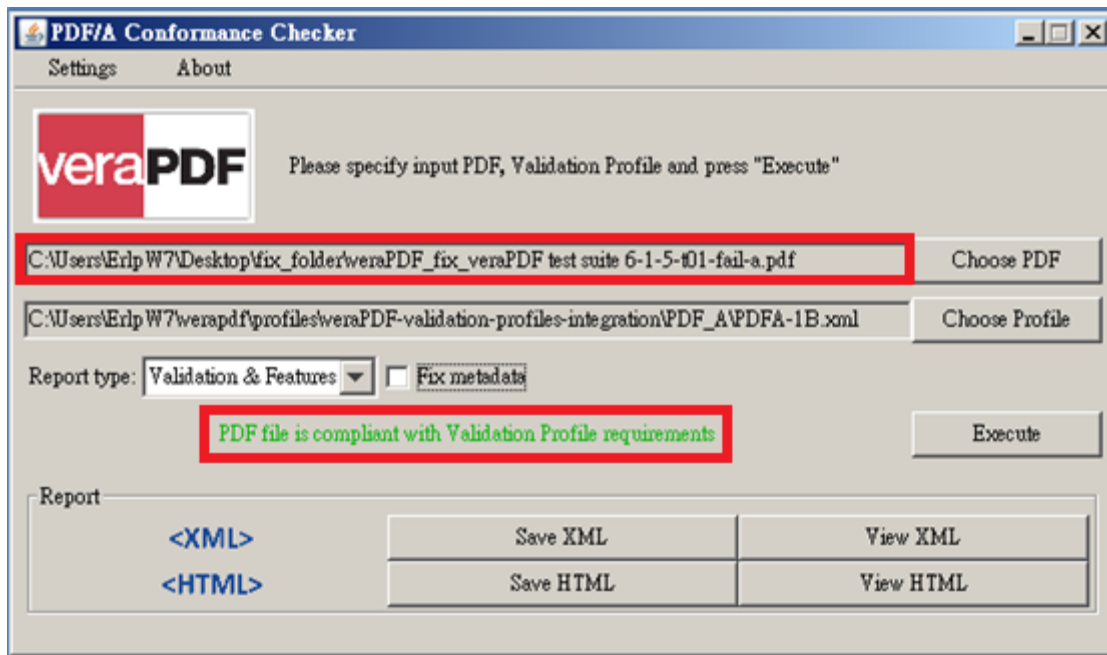 PDF/A Conformance Checker
Settings About
veraPDF
Please specify input PDF, Validation Profile and press "Execute"
C:\Users\ErlpW7\Desktop\fix_folder\veraPDF_fix_veraPDF test suite 6-1-5-t01-fail-a.pdf Choose PDF
C:\Users\ErlpW7\verapdf\profiles\veraPDF-validation-profiles-integration\PDF_A\PDFA-1B.xml Choose Profile
Report type: Validation & Features Fix metadata
PDF file is compliant with Validation Profile requirements Execute
Report
<XML> Save XML View XML
<HTML> Save HTML View HTML